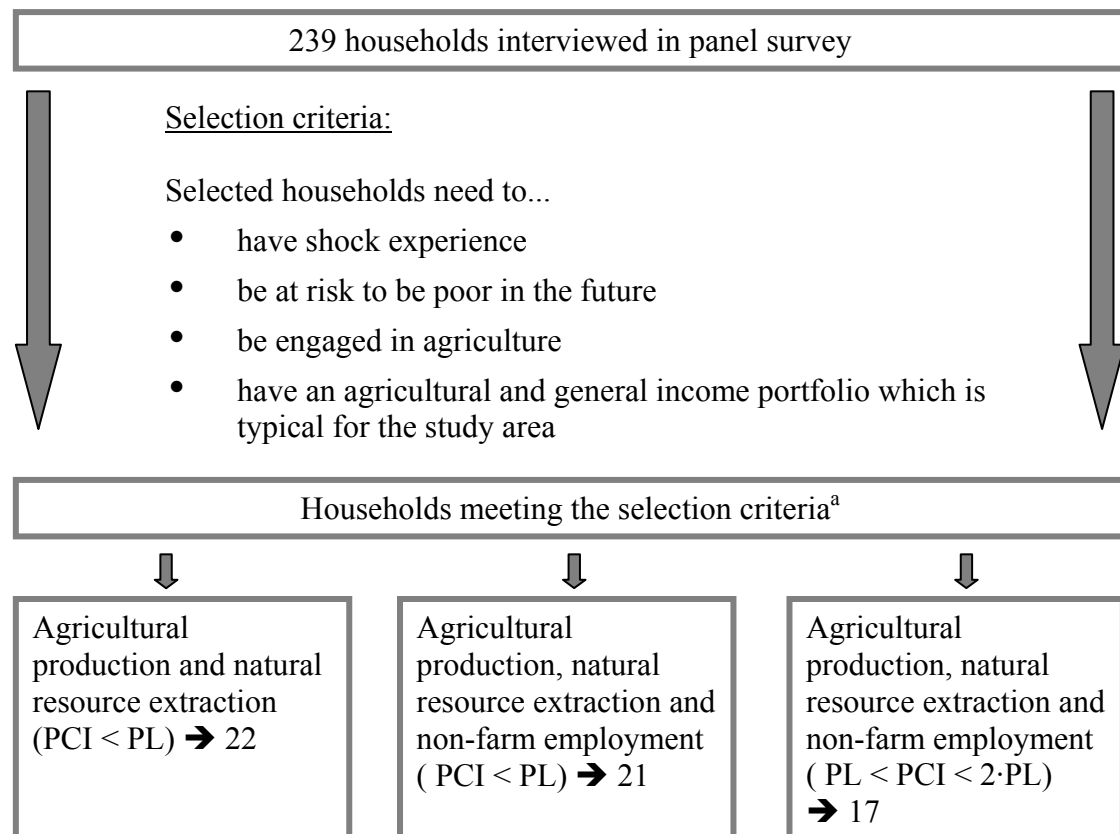 239 households interviewed in panel survey
Selection criteria:
Selected households need to...
• have shock experience
• be at risk to be poor in the future
• be engaged in agriculture
• have an agricultural and general income portfolio which is
typical for the study area
Households meeting the selection criteriaᵃ
Agricultural
production and natural
resource extraction
(PCI < PL) ➔ 22
Agricultural
production, natural
resource extraction and
non-farm employment
( PCI < PL) ➔ 21
Agricultural
production, natural
resource extraction and
non-farm employment
( PL < PCI < 2·PL)
➔ 17